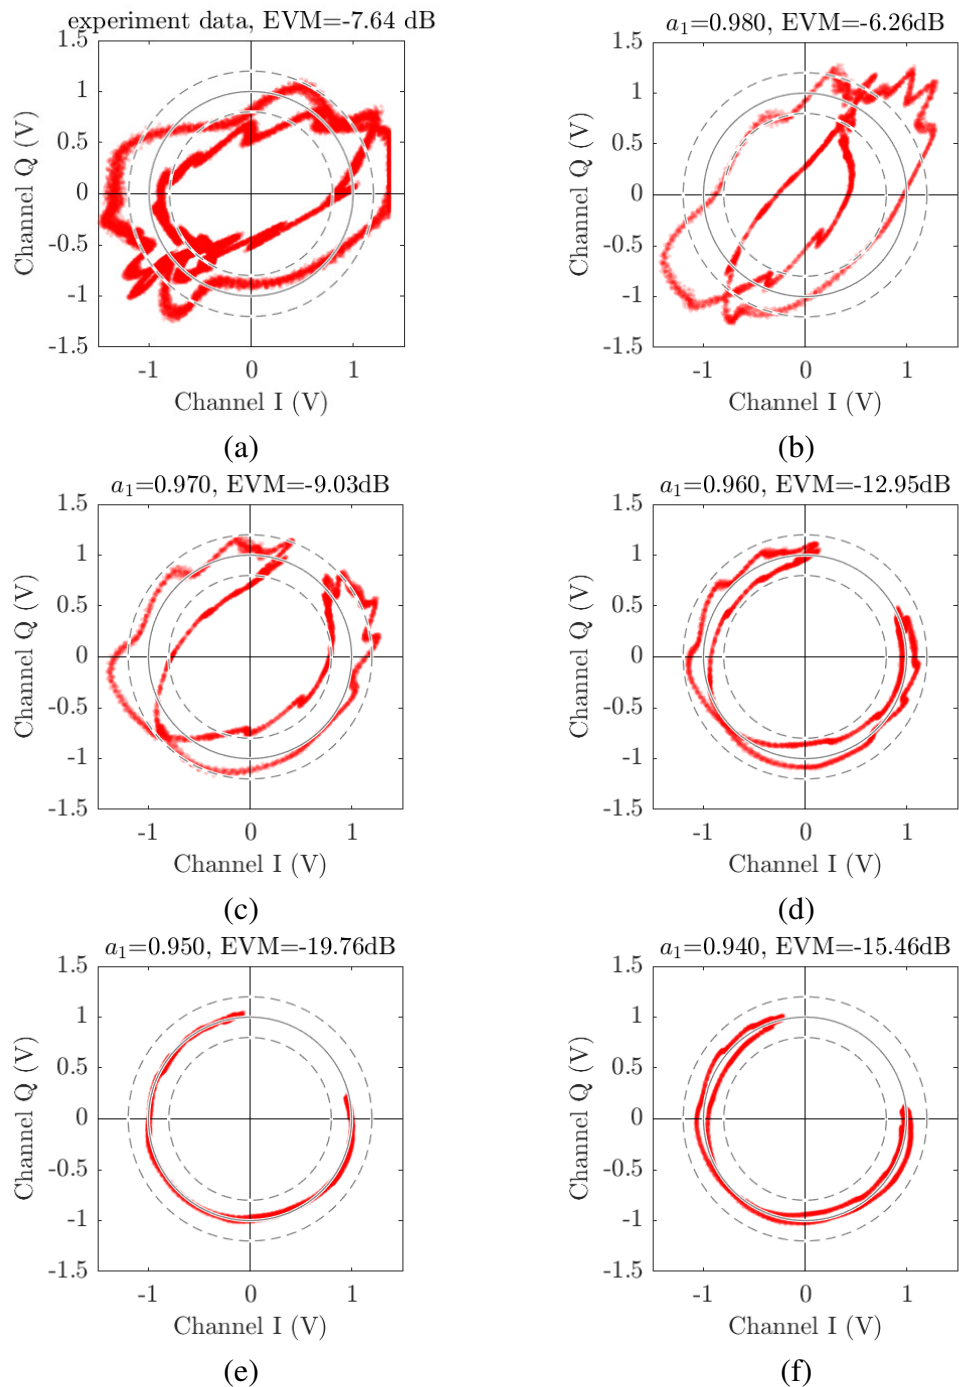 experiment data, EVM=-7.64 dB
1.5
1
0.5
0
-0.5
-1
-1.5
Channel Q (V)
-1 0 1
Channel I (V)
(a)
a₁=0.980, EVM=-6.26dB
1.5
1
0.5
0
-0.5
-1
-1.5
Channel Q (V)
-1 0 1
Channel I (V)
(b)
a₁=0.970, EVM=-9.03dB
1.5
1
0.5
0
-0.5
-1
-1.5
Channel Q (V)
-1 0 1
Channel I (V)
(c)
a₁=0.960, EVM=-12.95dB
1.5
1
0.5
0
-0.5
-1
-1.5
Channel Q (V)
-1 0 1
Channel I (V)
(d)
a₁=0.950, EVM=-19.76dB
1.5
1
0.5
0
-0.5
-1
-1.5
Channel Q (V)
-1 0 1
Channel I (V)
(e)
a₁=0.940, EVM=-15.46dB
1.5
1
0.5
0
-0.5
-1
-1.5
Channel Q (V)
-1 0 1
Channel I (V)
(f)